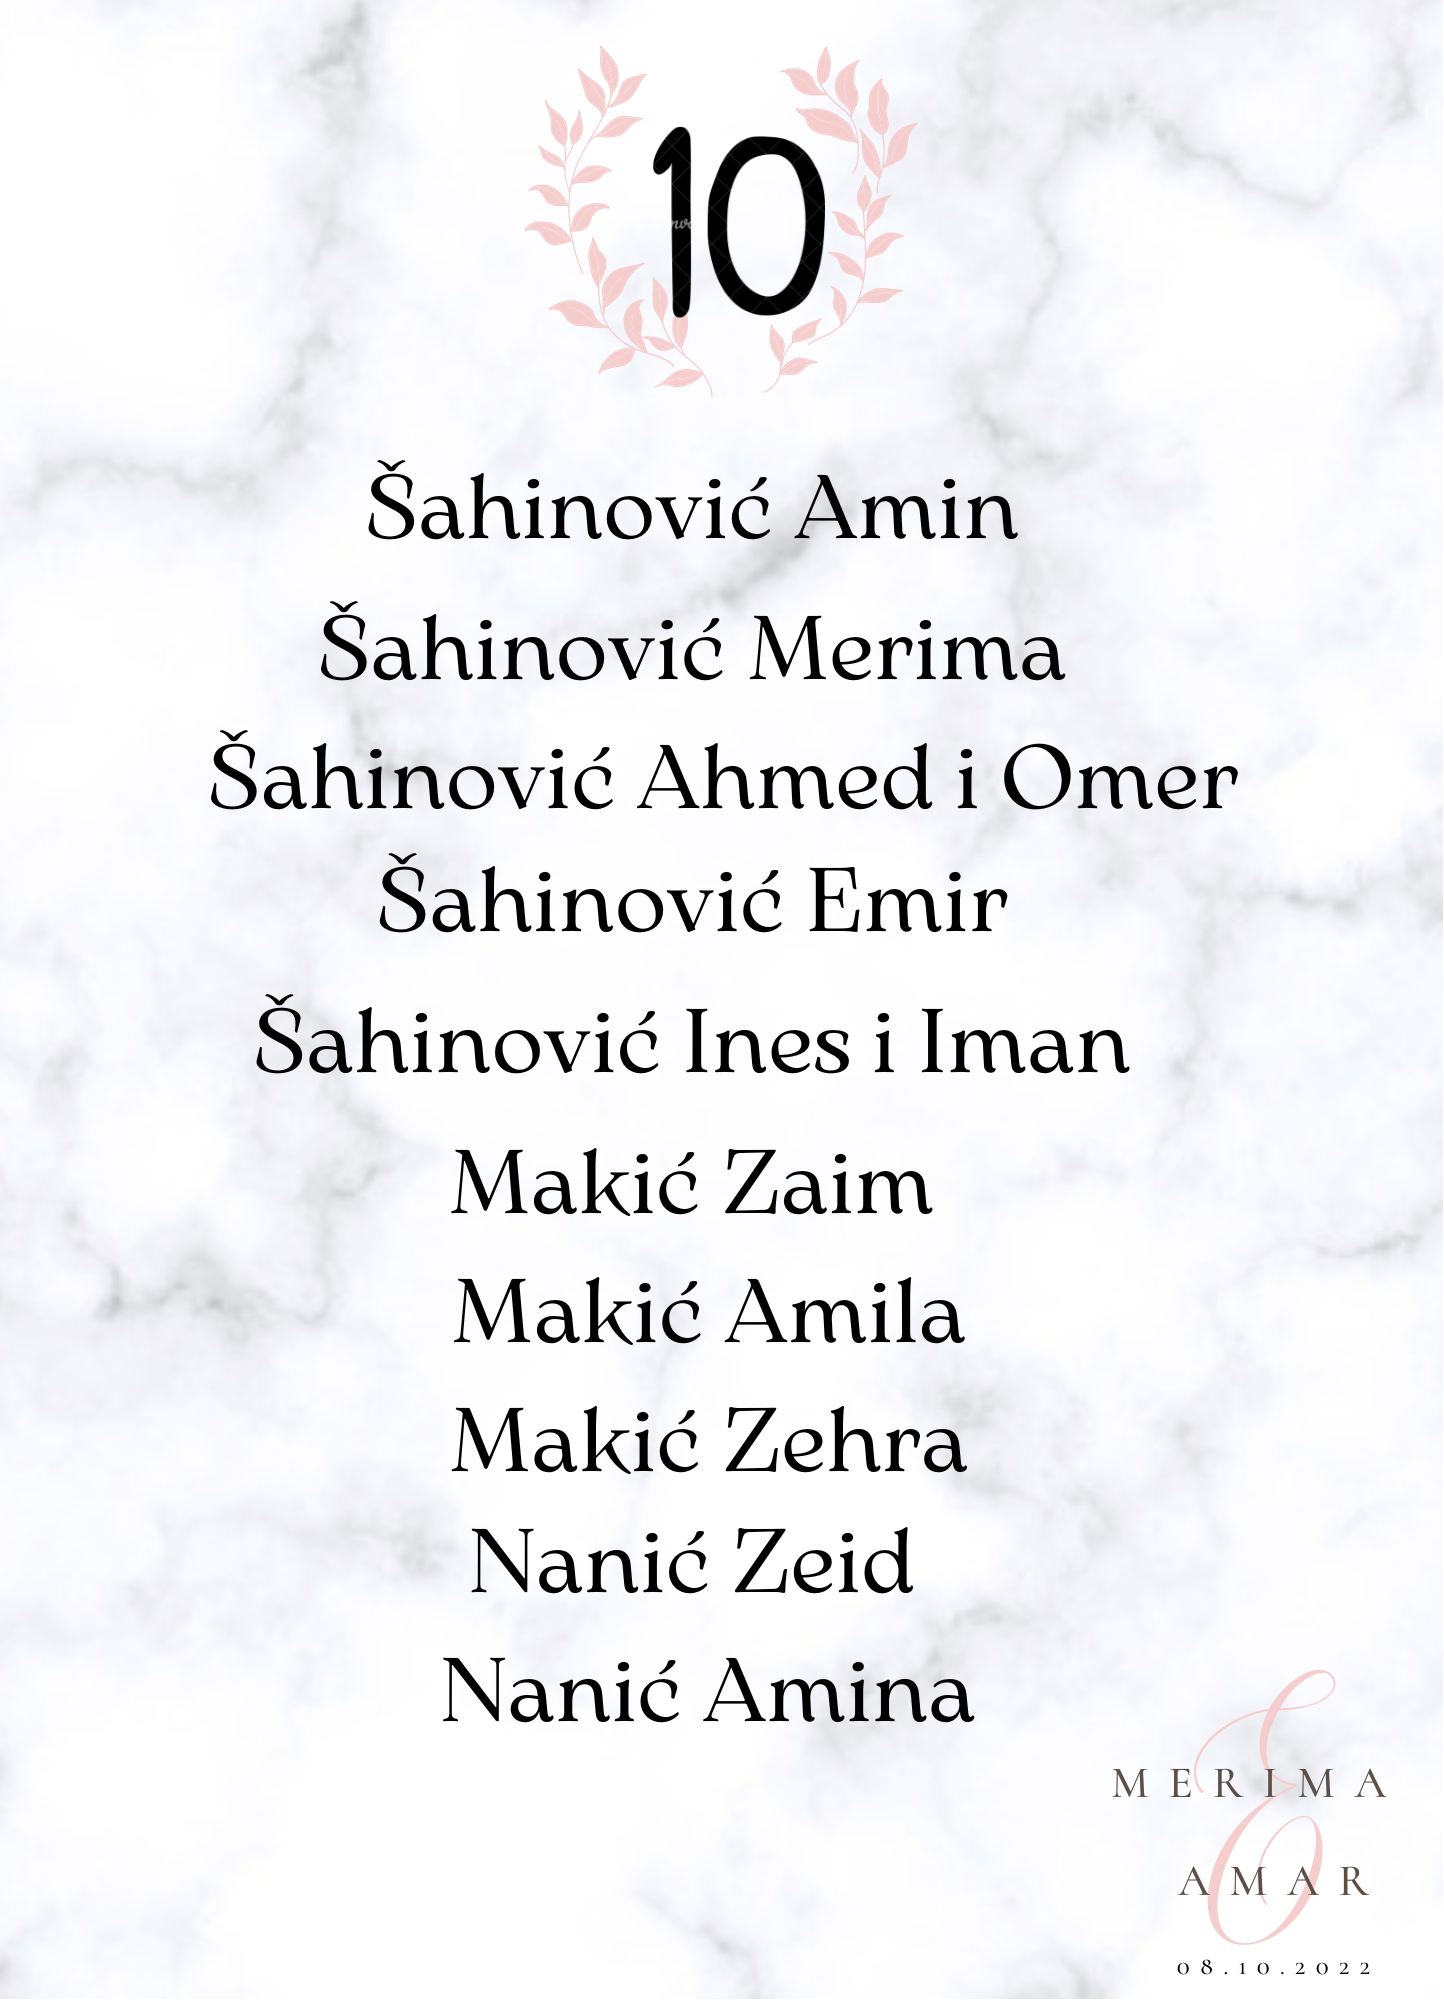 10
Šahinović Amin
Šahinović Merima
Šahinović Ahmed i Omer
Šahinović Emir
Šahinović Ines i Iman
Makić Zaim
Makić Amila
Makić Zehra
Nanić Zeid
Nanić Amina
MERIMA
&
AMAR
08.10.2022